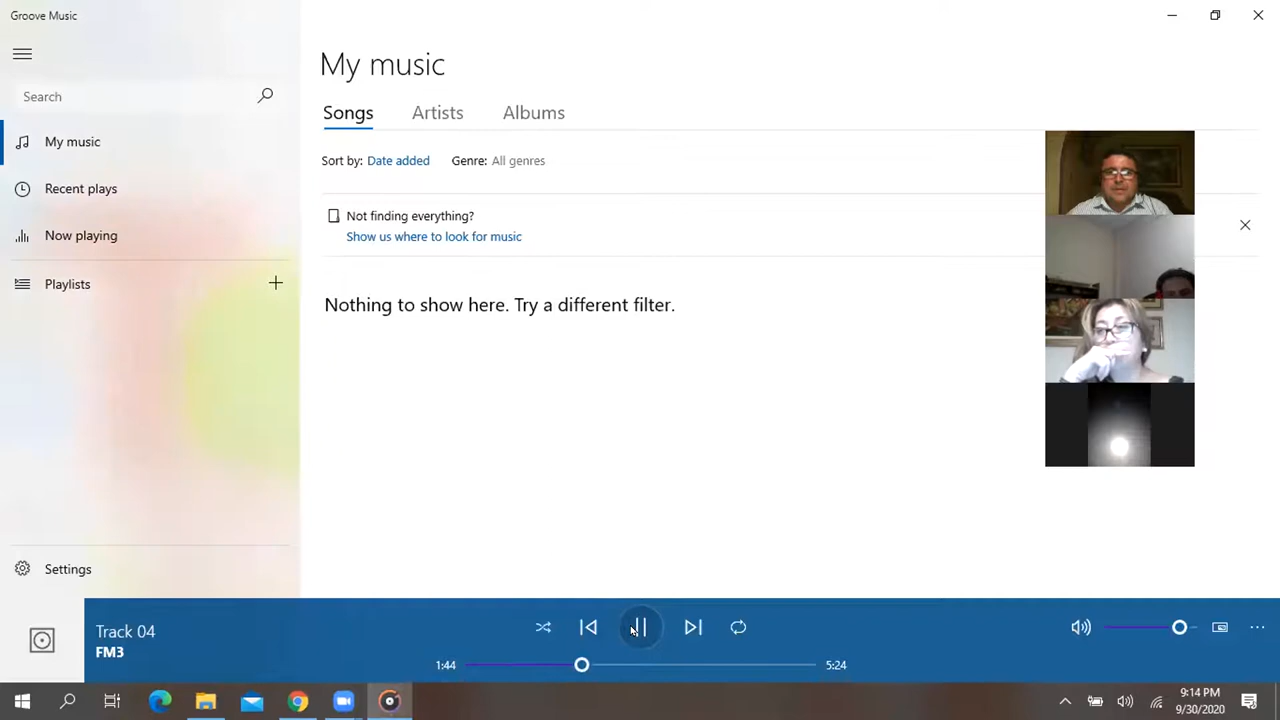 Groove Music
My music
Search
Songs Artists Albums
My music
Sort by: Date added Genre: All genres
Recent plays
Not finding everything?
Show us where to look for music
Now playing
Playlists
Nothing to show here. Try a different filter.
Settings
Track 04
FM3
1:44
5:24
9:14 PM
9/30/2020